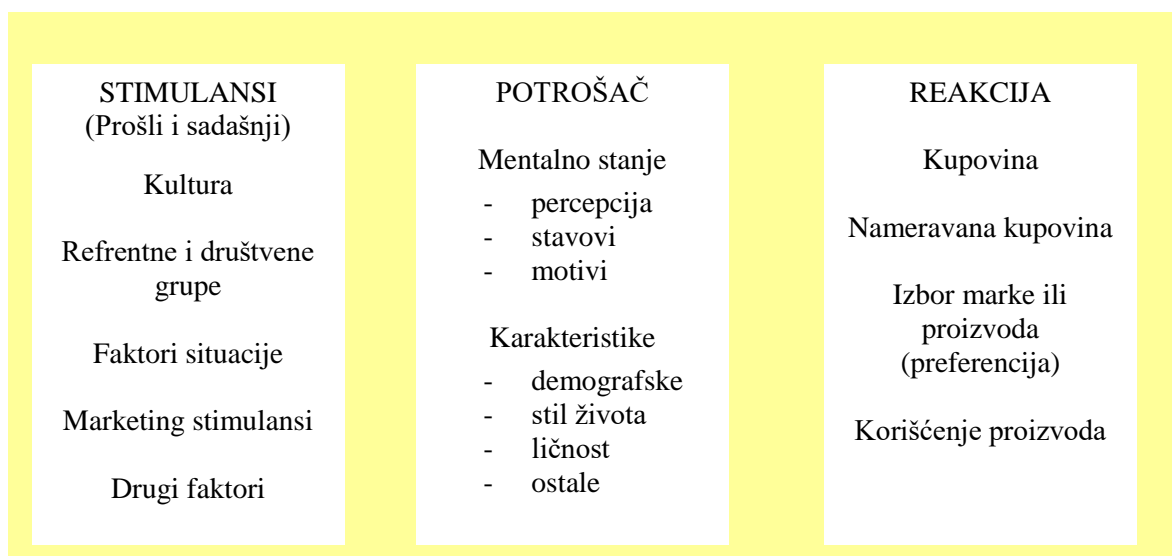 STIMULANSI
(Prošli i sadašnji)
Kultura
Refrentne i društvene
grupe
Faktori situacije
Marketing stimulansi
Drugi faktori
POTROŠAČ
Mentalno stanje
- percepcija
- stavovi
- motivi
Karakteristike
- demografske
- stil života
- ličnost
- ostale
REAKCIJA
Kupovina
Nameravana kupovina
Izbor marke ili
proizvoda
(preferencija)
Korišćenje proizvoda